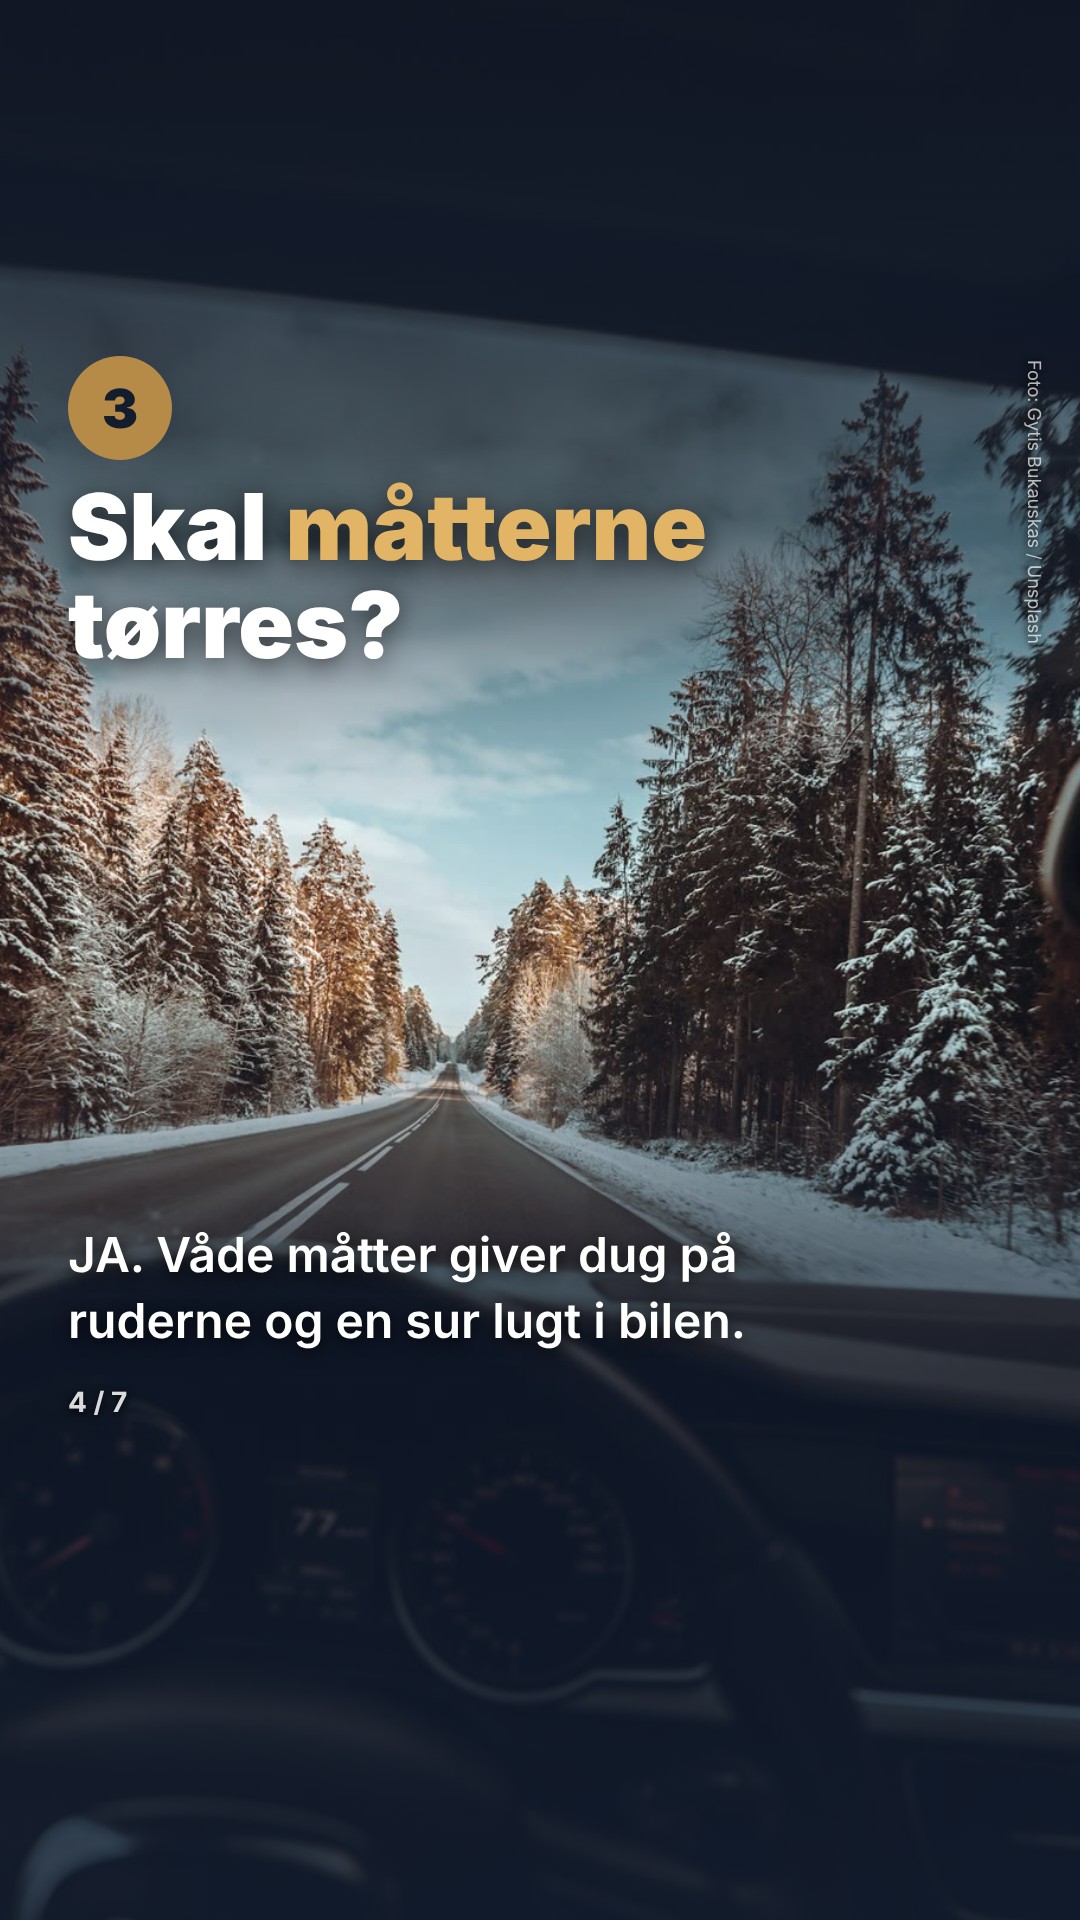 3
Skal måtterne
tørres?
Foto: Gytis Bukauskas / Unsplash
JA. Våde måtter giver dug på
ruderne og en sur lugt i bilen.
4 / 7
77